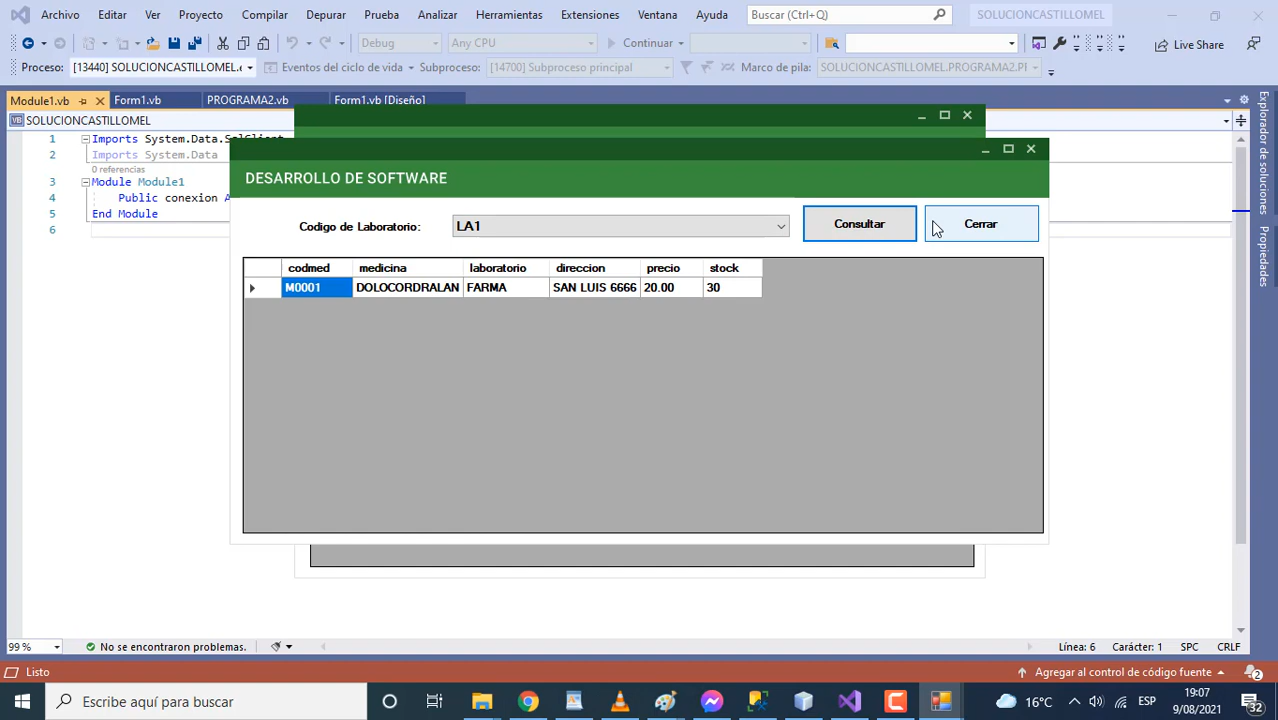 Archivo Editar Ver Proyecto Compilar Depurar Prueba Analizar Herramientas Extensiones Ventana Ayuda Buscar (Ctrl+Q) SOLUCIONCASTILLOMEL
Debug Any CPU Continuar Live Share
Proceso: [13440] SOLUCIONCASTILLOMEL.e Eventos del ciclo de vida Subproceso: [14700] Subproceso principal Marco de pila: SOLUCIONCASTILLOMEL.PROGRAMA2.PI
Module1.vb Form1.vb PROGRAMA2.vb Form1.vb [Diseño]
VB SOLUCIONCASTILLOMEL
1 Imports System.Data.SqlClient
2 Imports System.Data
0 referencias
3 Module Module1
4 Public conexion A
5 End Module
6
DESARROLLO DE SOFTWARE
Codigo de Laboratorio: LA1 Consultar Cerrar
codmed medicina laboratorio direccion precio stock
M0001 DOLOCORDRALAN FARMA SAN LUIS 6666 20.00 30
Explorador de soluciones
Propiedades
99 % No se encontraron problemas. Línea: 6 Carácter: 1 SPC CRLF
Listo Agregar al control de código fuente 2
Escribe aquí para buscar 16°C ESP 19:07
9/08/2021 32